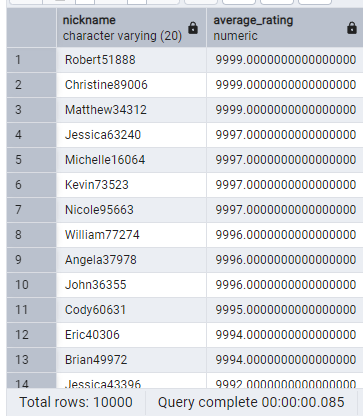 nickname average_rating
character varying (20) numeric
1 Robert51888 9999.0000000000000000
2 Christine89006 9999.0000000000000000
3 Matthew34312 9999.0000000000000000
4 Jessica63240 9997.0000000000000000
5 Michelle16064 9997.0000000000000000
6 Kevin73523 9997.0000000000000000
7 Nicole95663 9997.0000000000000000
8 William77274 9996.0000000000000000
9 Angela37978 9996.0000000000000000
10 John36355 9996.0000000000000000
11 Cody60631 9995.0000000000000000
12 Eric40306 9994.0000000000000000
13 Brian49972 9994.0000000000000000
14 Jessica43396 9992.0000000000000000
Total rows: 10000 Query complete 00:00:00.085